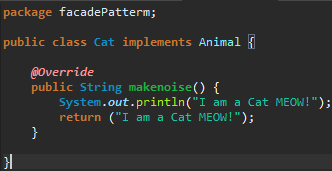 package facadePatterm;
public class Cat implements Animal {
@Override
public String makenoise() {
System.out.println("I am a Cat MEOW!");
return ("I am a Cat MEOW!");
}
}